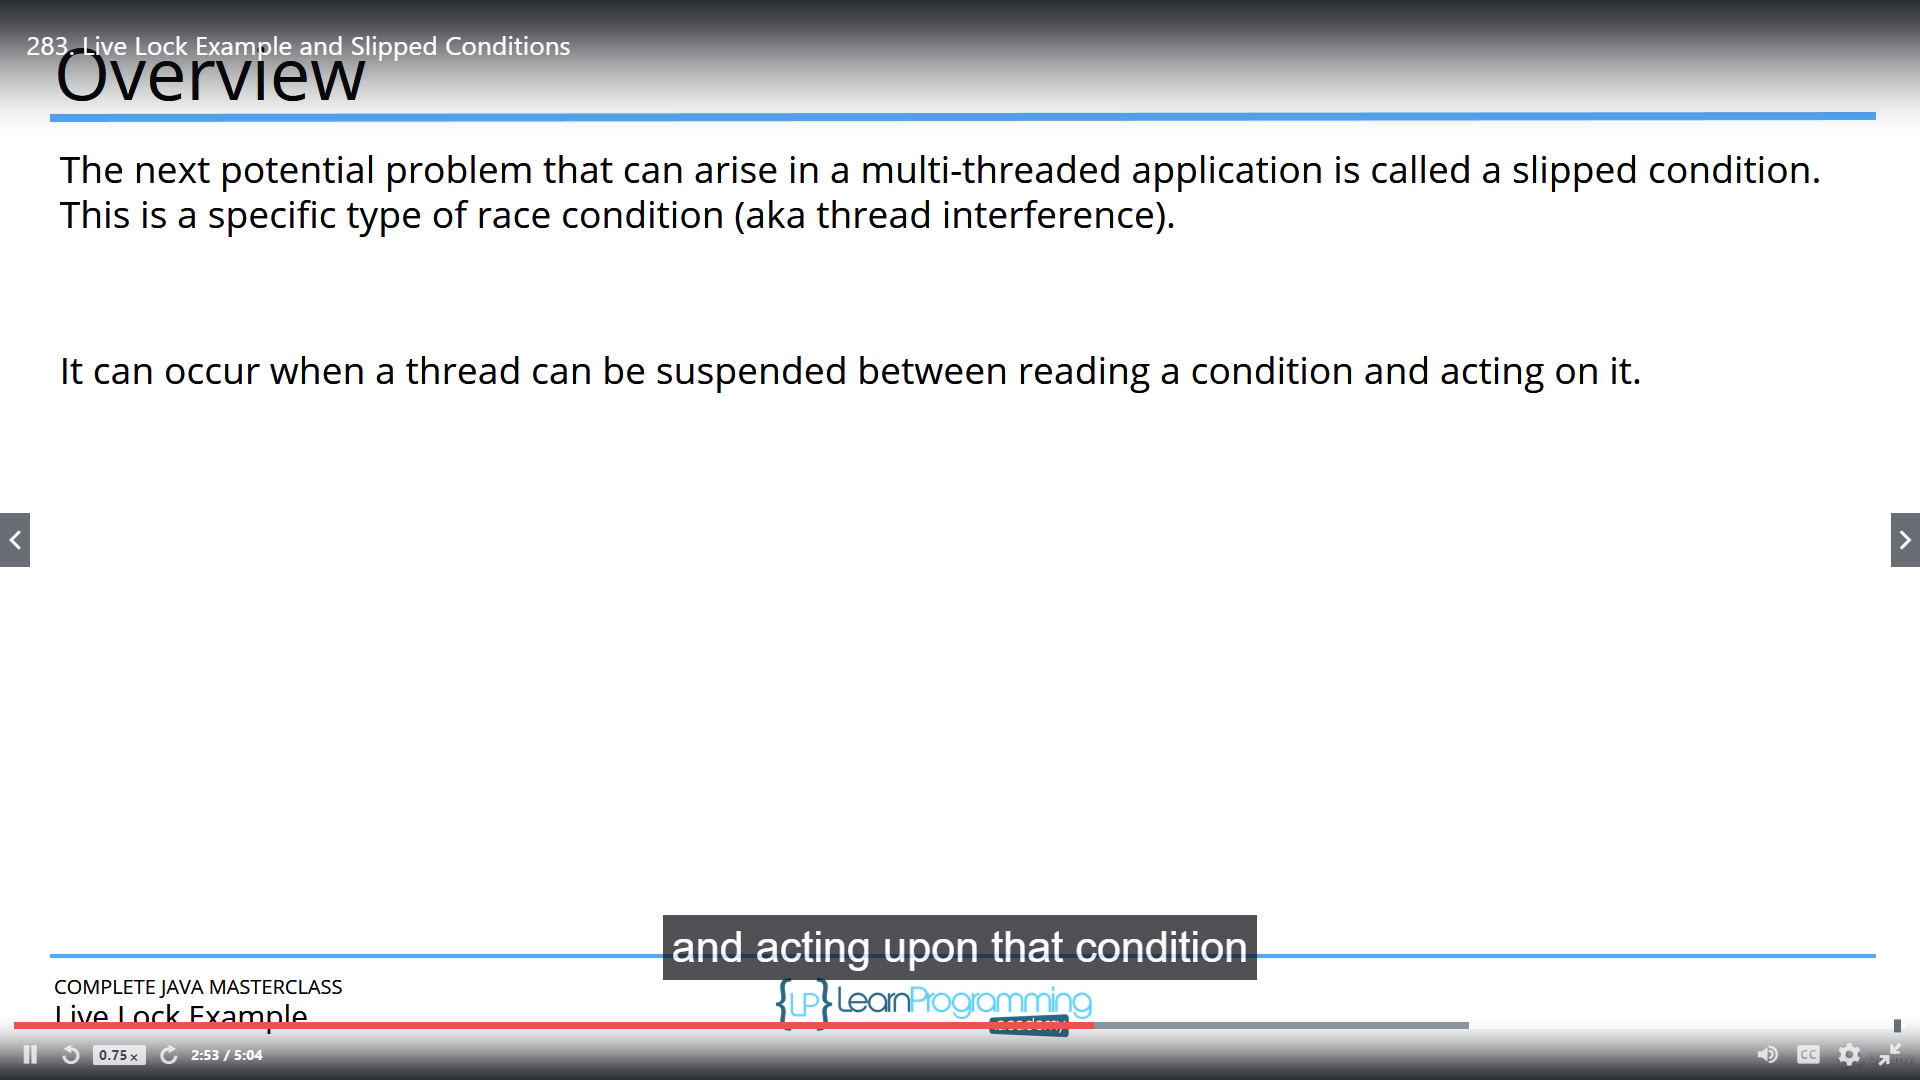 283. Live Lock Example and Slipped Conditions
Overview
The next potential problem that can arise in a multi-threaded application is called a slipped condition.
This is a specific type of race condition (aka thread interference).
It can occur when a thread can be suspended between reading a condition and acting on it.
and acting upon that condition
COMPLETE JAVA MASTERCLASS
Live Lock Example
{LP} LearnProgramming
academy
0.75x
2:53 / 5:04
CC